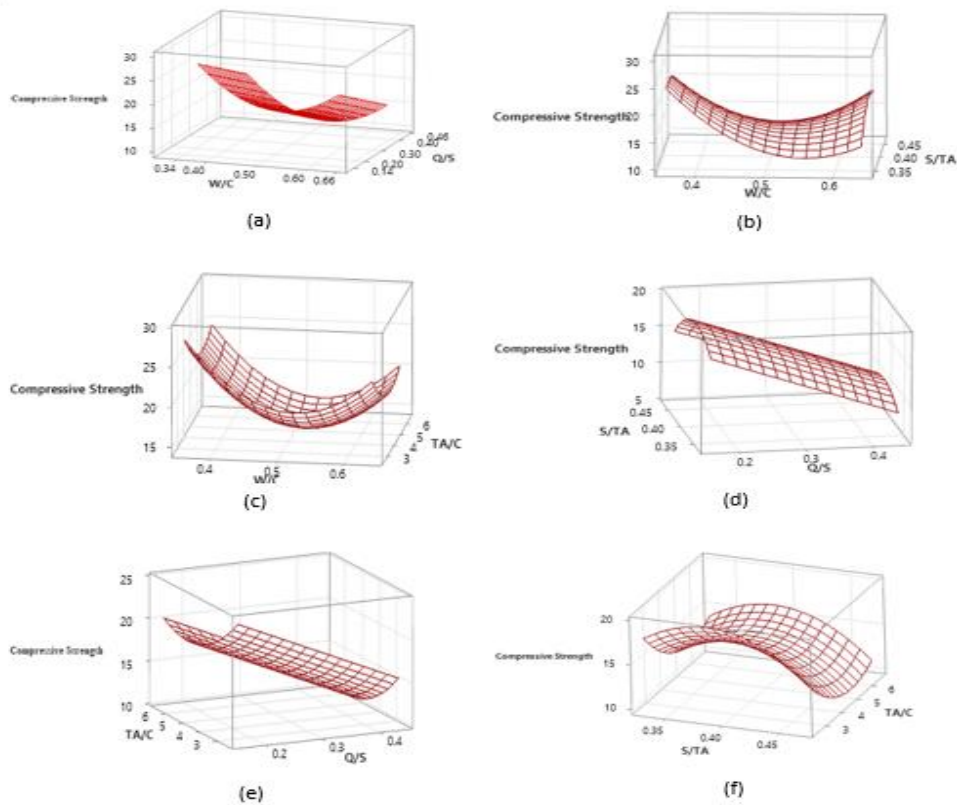 30
25
20
15
10
Compressive Strength
0.34 0.40 0.50 0.60 0.66
W/C
0.14 0.20 0.30 0.40 0.46
Q/S
(a)
30
25
20
15
10
Compressive Strength
0.4 0.5 0.6
W/C
0.35 0.40 0.45
S/TA
(b)
30
25
20
15
Compressive Strength
0.4 0.5 0.6
W/C
3 4 5 6
TA/C
(c)
20
15
10
5
Compressive Strength
0.45
0.40
0.35
S/TA
0.2 0.3 0.4
Q/S
(d)
25
20
15
10
Compressive Strength
6 5 4 3
TA/C
0.2 0.3 0.4
Q/S
(e)
20
15
10
Compressive Strength
0.35 0.40 0.45
S/TA
3 4 5 6
TA/C
(f)